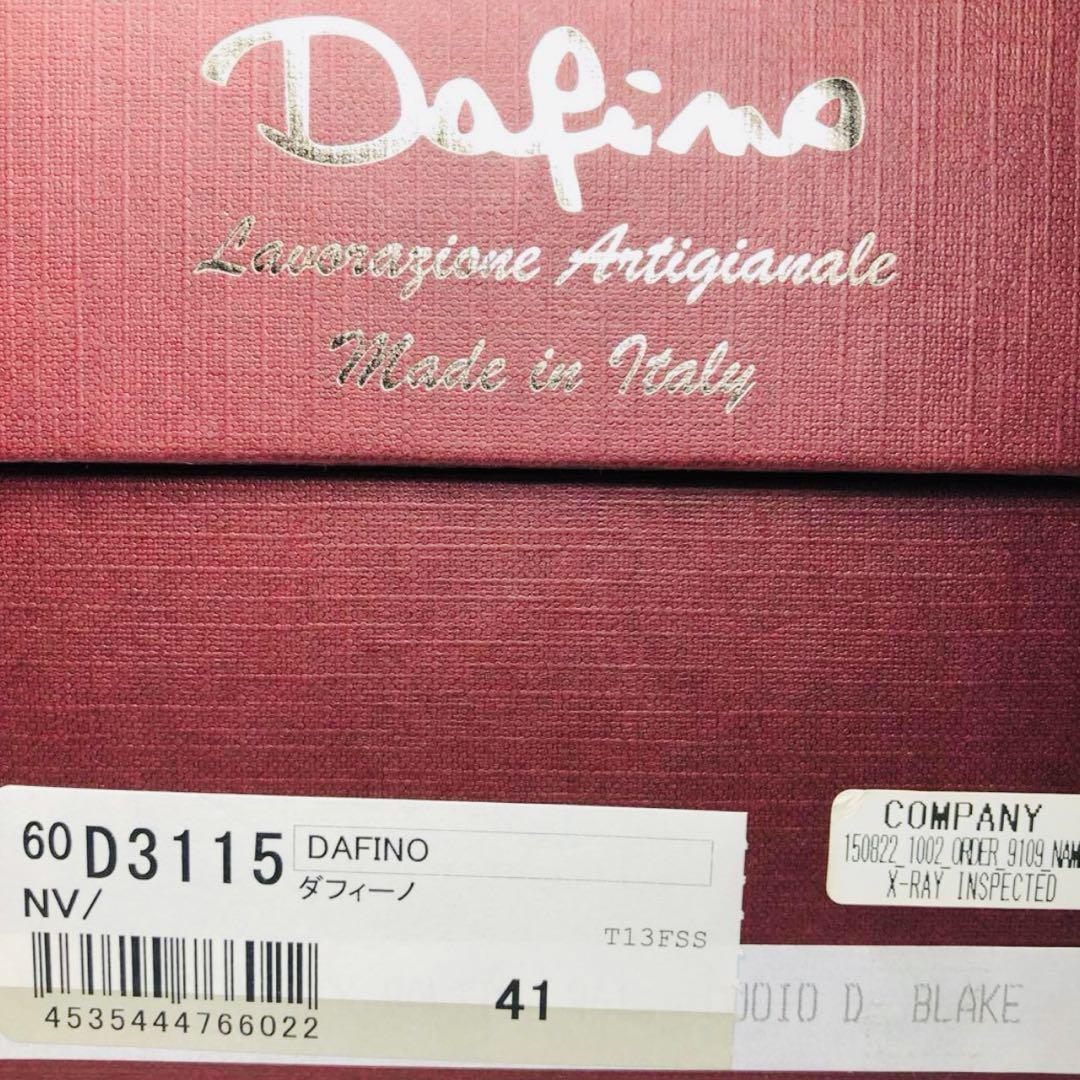 Dafino
Lavorazione Artigianale
Made in Italy
60 D3115 DAFINO
ダフィーノ
NV/
T13FSS
41
4535444766022
COMPANY
150822_1002_ORDER_9109_NAM
X-RAY INSPECTED
D BLAKE